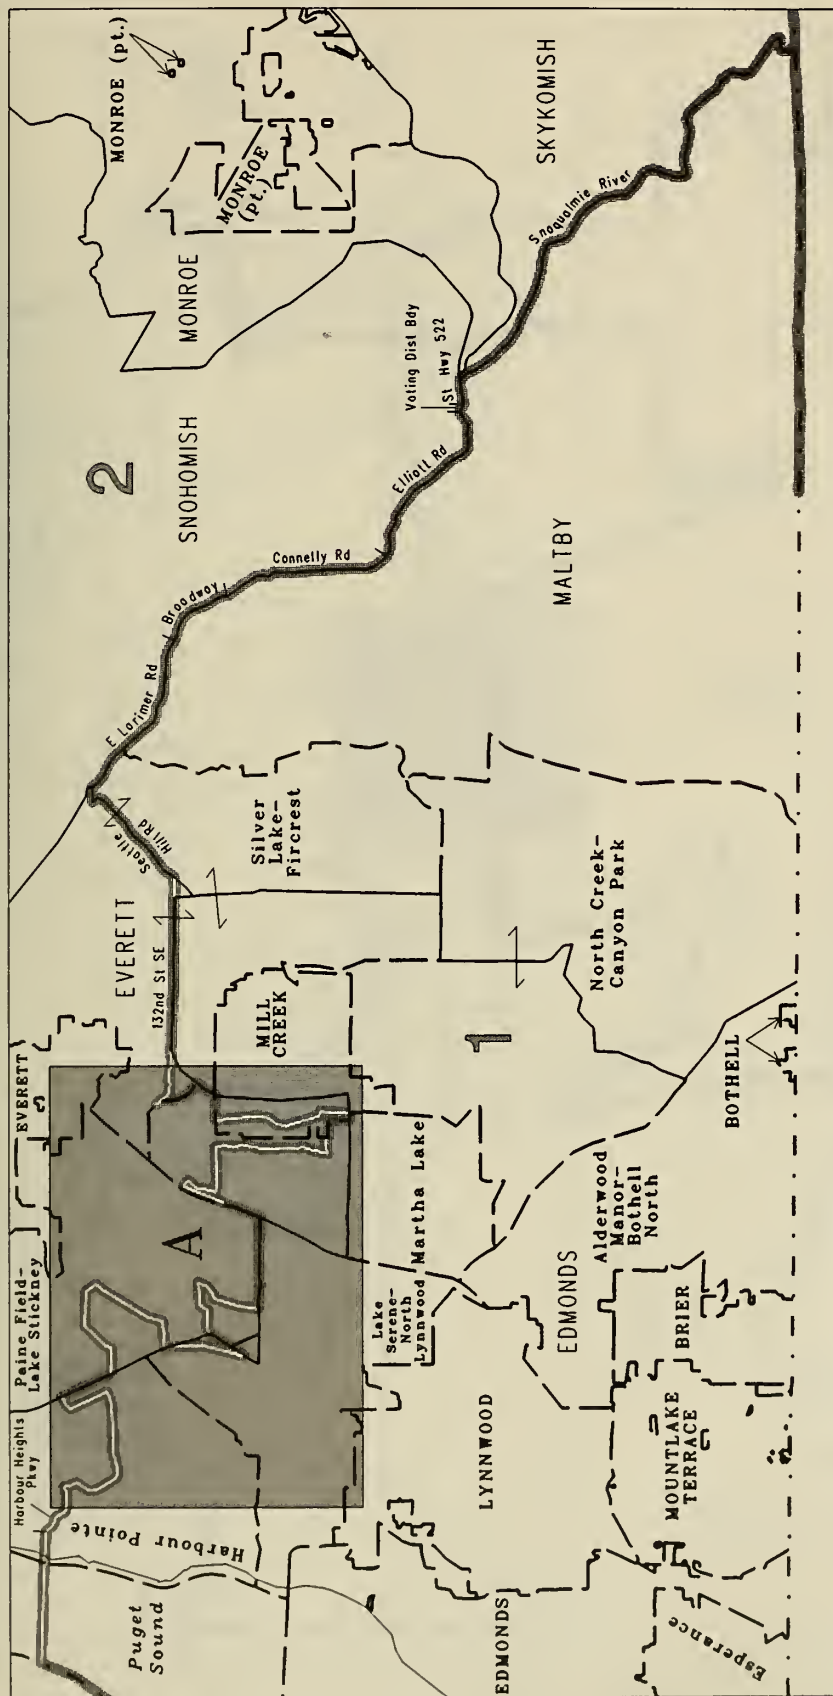 MONROE (pt.)
MONROE
(pt.)
MONROE
SKYKOMISH
Snoqualmie River
Voting Dist Bdy
St Hwy 522
2
SNOHOMISH
Elliott Rd
Connelly Rd
Broadway
E Lorimer Rd
MALTBY
Seattle
Hill Rd
Silver
Lake-
Fircrest
EVERETT
132nd St SE
MILL
CREEK
North Creek-
Canyon Park
1
EVERETT
BOTHELL
A
Martha Lake
Alderwood
Manor-
Bothell
North
Paine Field-
Lake Stickney
Lake
Serene-
North
Lynnwood
EDMONDS
BRIER
Harbour Heights
Pkwy
LYNNWOOD
MOUNTLAKE
TERRACE
Harbour Pointe
Puget
Sound
EDMONDS
Esperance